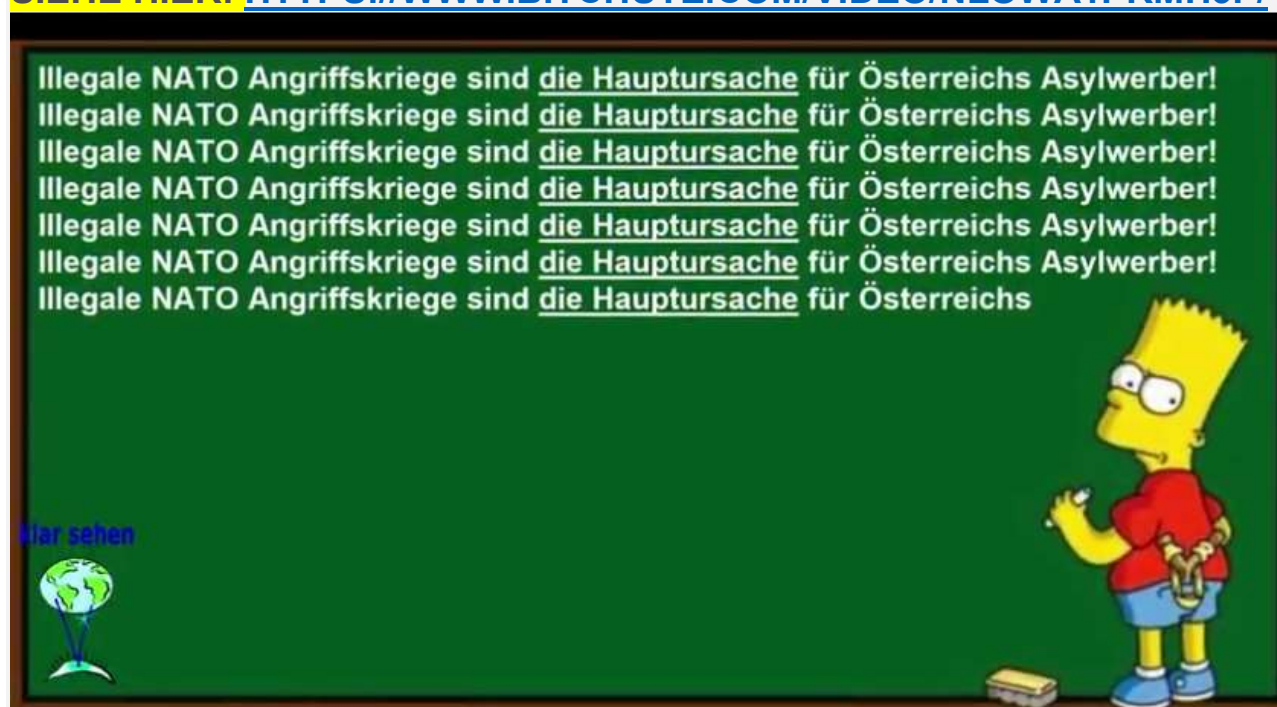 SIEHE HIER:
Illegale NATO Angriffskriege sind die Hauptursache für Österreichs Asylwerber!
Illegale NATO Angriffskriege sind die Hauptursache für Österreichs Asylwerber!
Illegale NATO Angriffskriege sind die Hauptursache für Österreichs Asylwerber!
Illegale NATO Angriffskriege sind die Hauptursache für Österreichs Asylwerber!
Illegale NATO Angriffskriege sind die Hauptursache für Österreichs Asylwerber!
Illegale NATO Angriffskriege sind die Hauptursache für Österreichs Asylwerber!
Illegale NATO Angriffskriege sind die Hauptursache für Österreichs
klar sehen